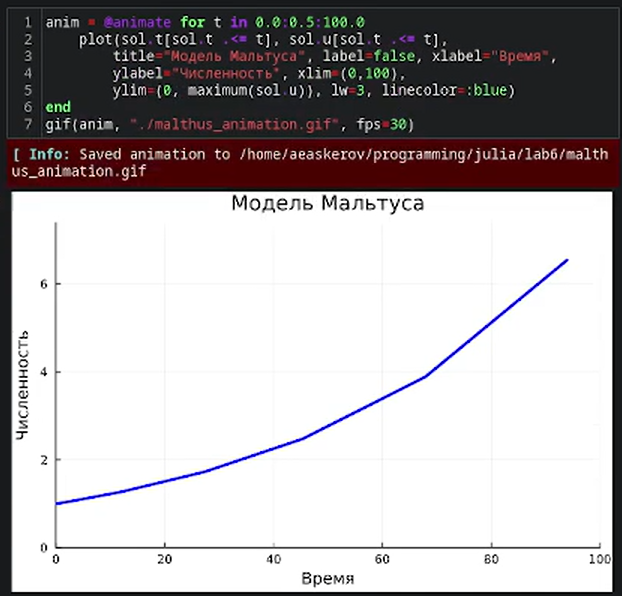 1 anim = @animate for t in 0.0:0.5:100.0
2 plot(sol.t[sol.t .<= t], sol.u[sol.t .<= t],
3 title="Модель Мальтуса", label=false, xlabel="Время",
4 ylabel="Численность", xlim=(0,100),
5 ylim=(0, maximum(sol.u)), lw=3, linecolor=:blue)
6 end
7 gif(anim, "./malthus_animation.gif", fps=30)
[ Info: Saved animation to /home/aeaskerov/programming/julia/lab6/malth
us_animation.gif
Модель Мальтуса
6
4
2
0
Численность
0 20 40 60 80 100
Время